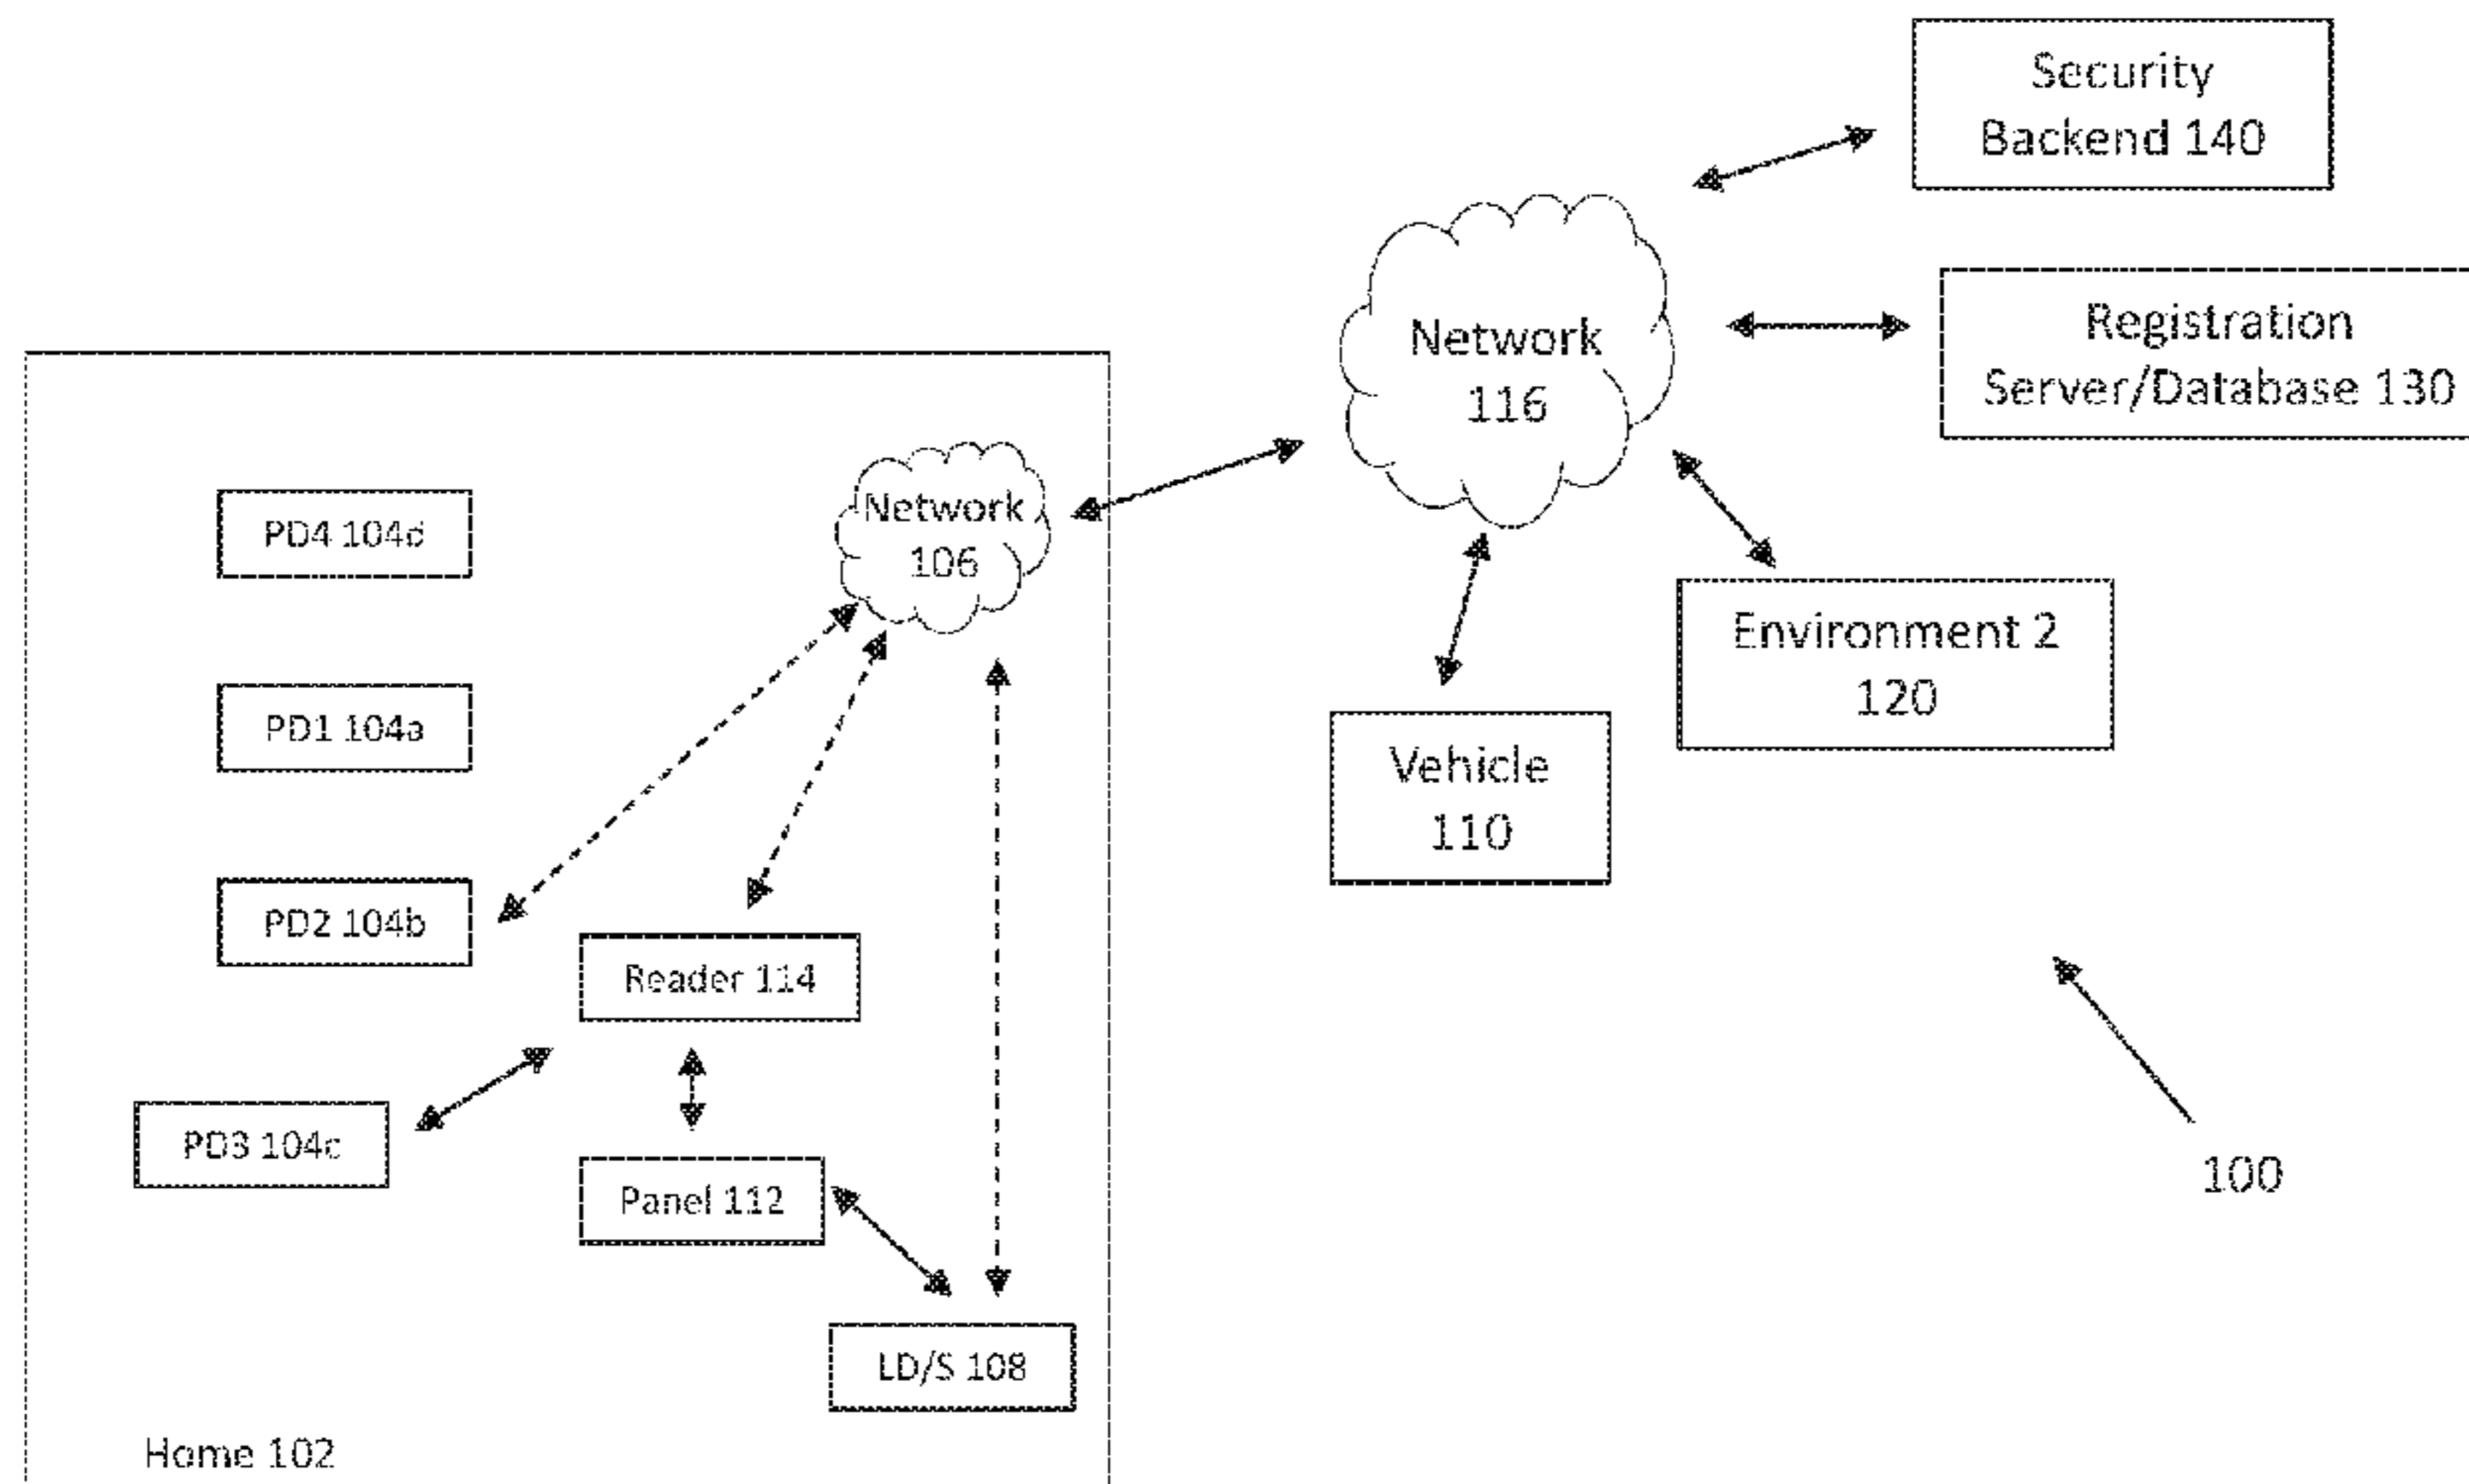 Security
Backend 140
Network
116
Registration
Server/Database 130
Network
106
PD4 104d
Environment 2
120
PD1 104a
Vehicle
110
PD2 104b
Reader 114
PD3 104c
Panel 112
100
LD/S 108
Home 102